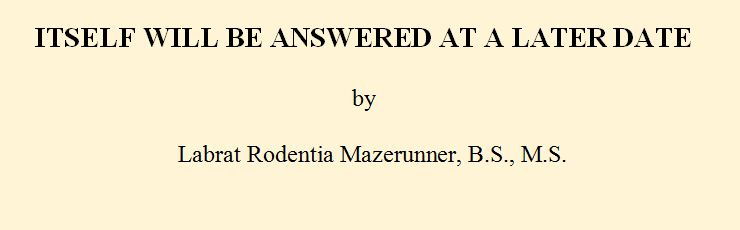 ITSELF WILL BE ANSWERED AT A LATER DATE
by
Labrat Rodentia Mazerunner, B.S., M.S.